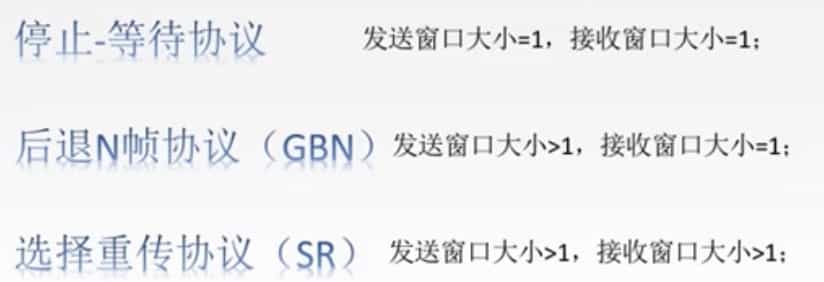 停止-等待协议 发送窗口大小=1，接收窗口大小=1；
后退N帧协议（GBN）发送窗口大小>1，接收窗口大小=1；
选择重传协议（SR） 发送窗口大小>1，接收窗口大小>1；